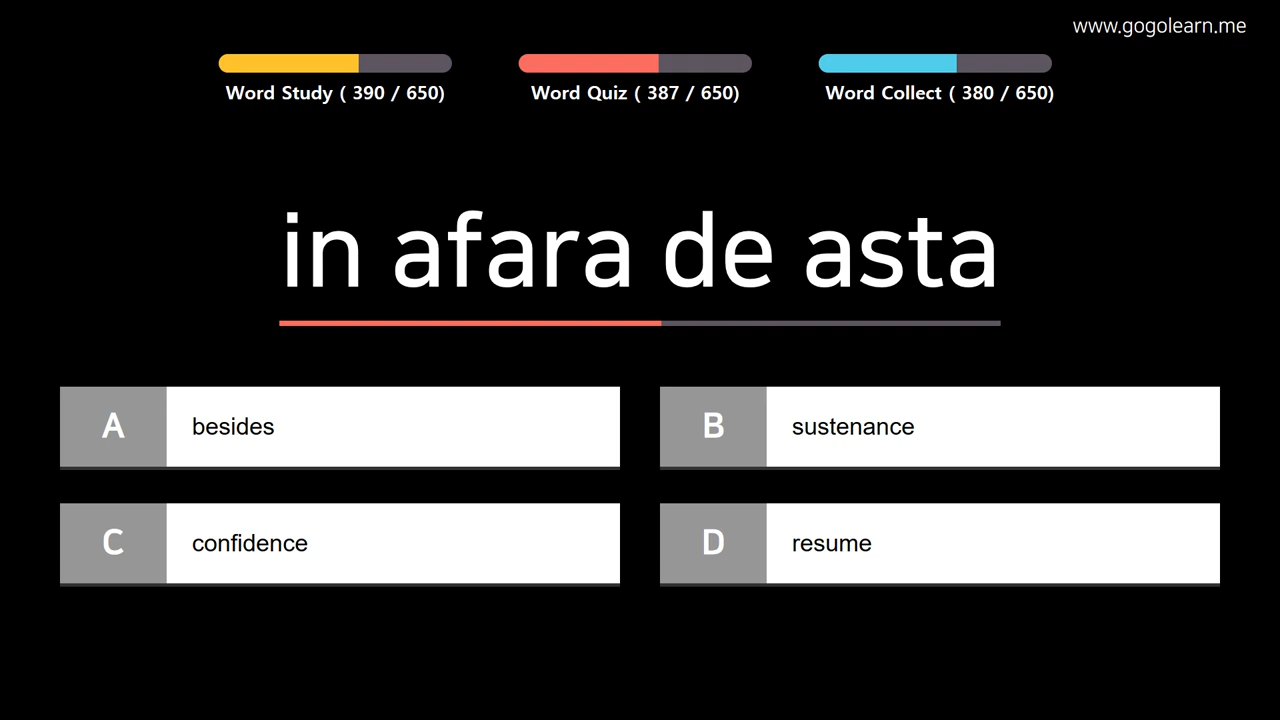 www.gogolearn.me
Word Study ( 390 / 650)
Word Quiz ( 387 / 650)
Word Collect ( 380 / 650)
in afara de asta
A besides
B sustenance
C confidence
D resume